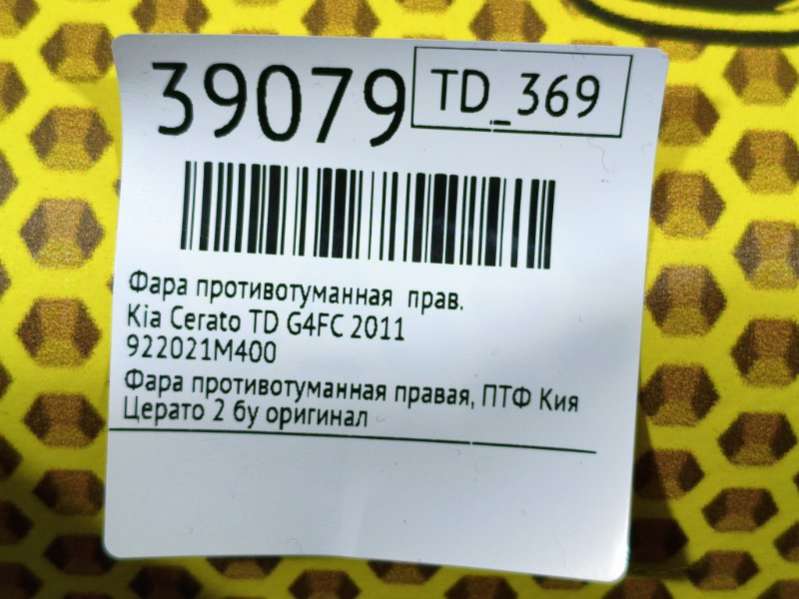 39079
TD_369
Фара противотуманная прав.
Kia Cerato TD G4FC 2011
922021M400
Фара противотуманная правая, ПТФ Кия
Церато 2 бу оригинал